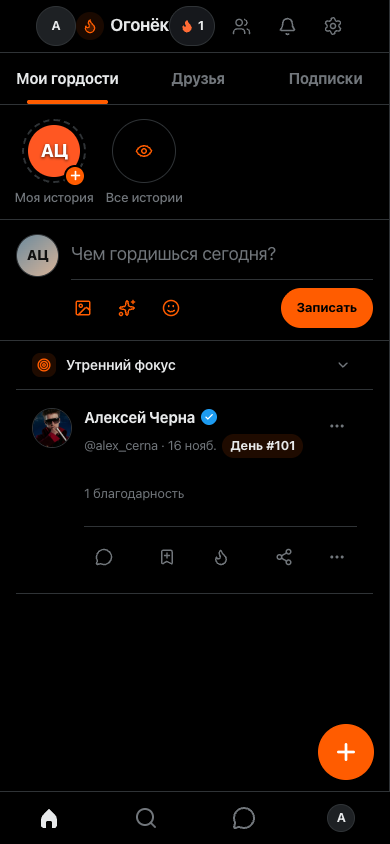 А
Огонёк
1
Мои гордости
Друзья
Подписки
АЦ
Моя история
Все истории
АЦ
Чем гордишься сегодня?
Записать
Утренний фокус
Алексей Черна
@alex_cerna · 16 нояб.
День #101
1 благодарность
А